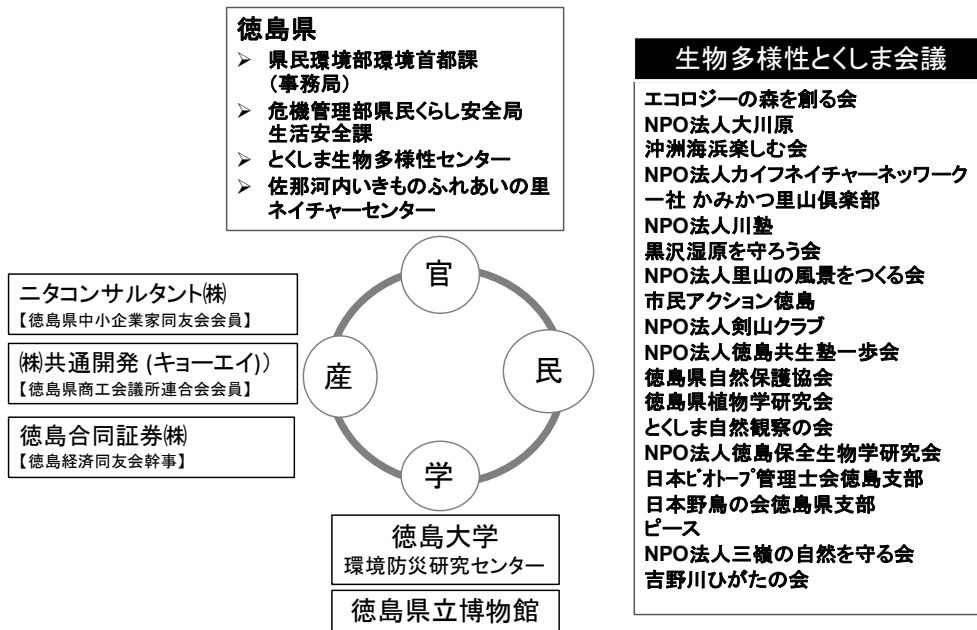 徳島県
➢ 県民環境部環境首都課
(事務局)
➢ 危機管理部県民くらし安全局
生活安全課
➢ とくしま生物多様性センター
➢ 佐那河内いきものふれあいの里
ネイチャーセンター
官
産
民
学
ニタコンサルタント㈱
【徳島県中小企業家同友会会員】
㈱共通開発 (キョーエイ))
【徳島県商工会議所連合会会員】
徳島合同証券㈱
【徳島経済同友会幹事】
徳島大学
環境防災研究センター
徳島県立博物館
生物多様性とくしま会議
エコロジーの森を創る会
NPO法人大川原
沖洲海浜楽しむ会
NPO法人カイフネイチャーネッワーク
一社 かみかつ里山倶楽部
NPO法人川塾
黒沢湿原を守ろう会
NPO法人里山の風景をつくる会
市民アクション徳島
NPO法人剣山クラブ
NPO法人徳島共生塾一歩会
徳島県自然保護協会
徳島県植物学研究会
とくしま自然観察の会
NPO法人徳島保全生物学研究会
日本ﾋﾞｵﾄｰﾌﾟ管理士会徳島支部
日本野鳥の会徳島県支部
ピース
NPO法人三嶺の自然を守る会
吉野川ひがたの会